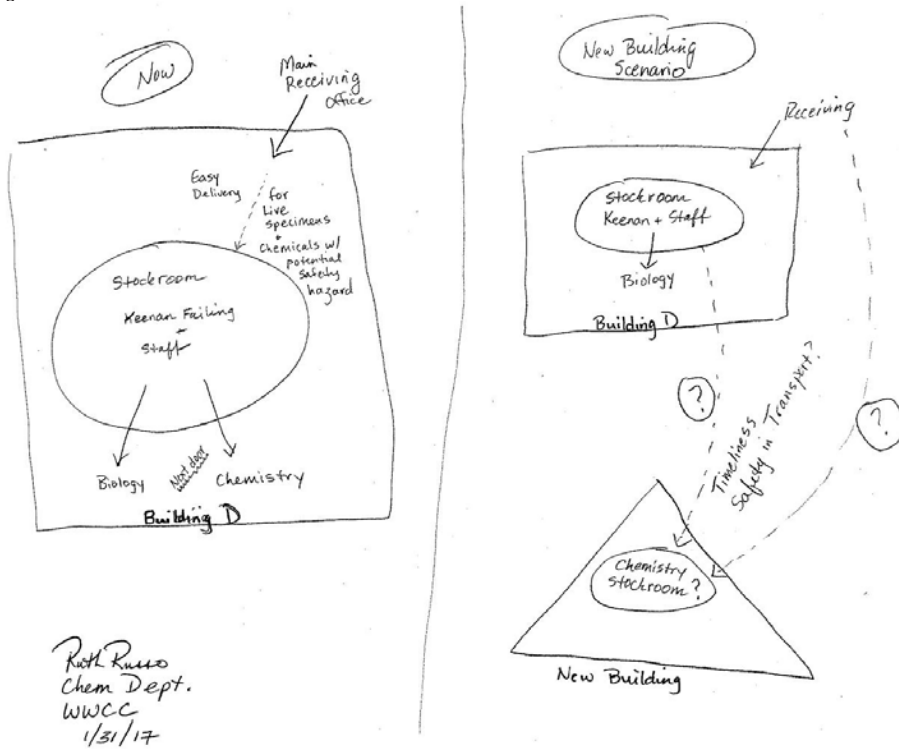 Now
Main
Receiving
Office
Easy
Delivery
for
Live
specimens
+
Chemicals w/
potential
safety
hazard
Stockroom
Keenan Failing
+
Staff
Biology
Next door
Chemistry
Building D
Ruth Russo
Chem Dept.
WWCC
1/31/17
New Building
Scenario
Receiving
Stockroom
Keenan + Staff
Biology
Building D
?
Timeliness
Safety in Transport?
?
Chemistry
Stockroom?
New Building